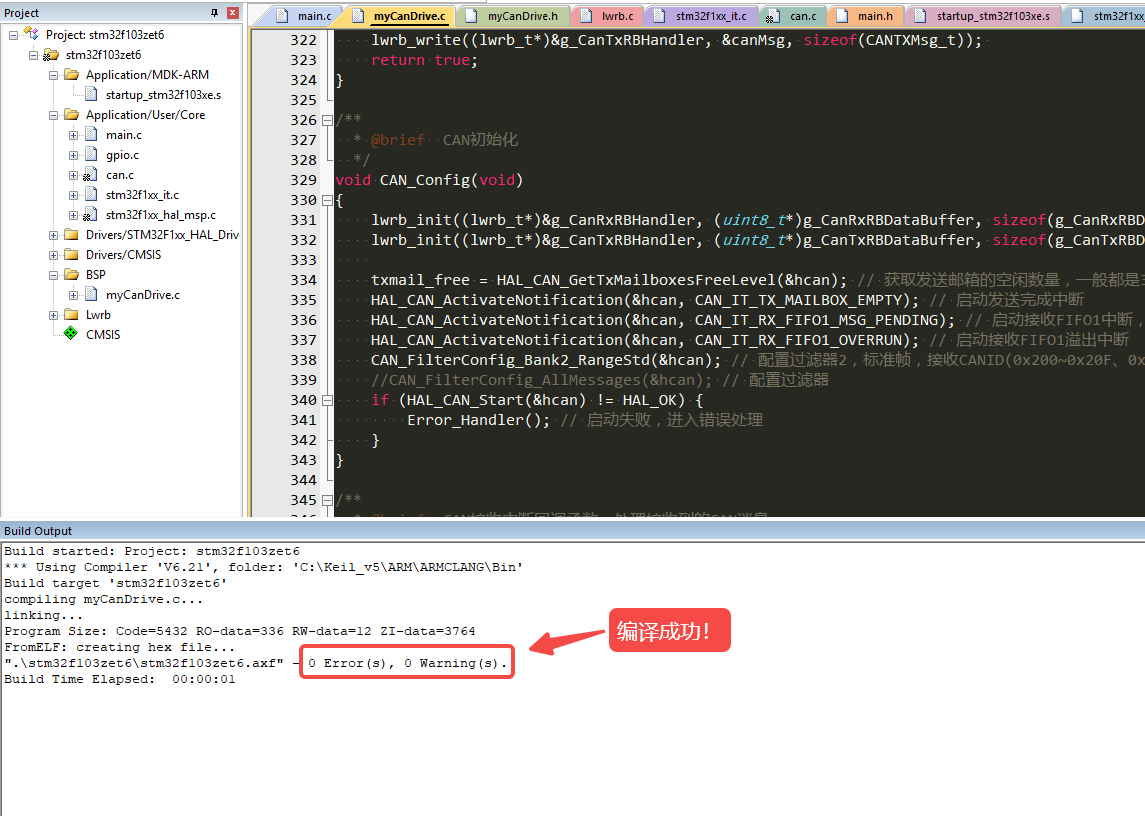 Project
Project: stm32f103zet6
stm32f103zet6
Application/MDK-ARM
startup_stm32f103xe.s
Application/User/Core
main.c
gpio.c
can.c
stm32f1xx_it.c
stm32f1xx_hal_msp.c
Drivers/STM32F1xx_HAL_Driv
Drivers/CMSIS
BSP
myCanDrive.c
Lwrb
CMSIS
main.c myCanDrive.c myCanDrive.h lwrb.c stm32f1xx_it.c can.c main.h startup_stm32f103xe.s stm32f1xx_
322 lwrb_write((lwrb_t*)&g_CanTxRBHandler, &canMsg, sizeof(CANTXMsg_t));
323 return true;
324 }
325
326 /**
327 * @brief CAN初始化
328 */
329 void CAN_Config(void)
330 {
331 lwrb_init((lwrb_t*)&g_CanRxRBHandler, (uint8_t*)g_CanRxRBDataBuffer, sizeof(g_CanRxRBD
332 lwrb_init((lwrb_t*)&g_CanTxRBHandler, (uint8_t*)g_CanTxRBDataBuffer, sizeof(g_CanTxRBD
333
334 txmail_free = HAL_CAN_GetTxMailboxesFreeLevel(&hcan); // 获取发送邮箱的空闲数量，一般都是
335 HAL_CAN_ActivateNotification(&hcan, CAN_IT_TX_MAILBOX_EMPTY); // 启动发送完成中断
336 HAL_CAN_ActivateNotification(&hcan, CAN_IT_RX_FIFO1_MSG_PENDING); // 启动接收FIFO1中断，
337 HAL_CAN_ActivateNotification(&hcan, CAN_IT_RX_FIFO1_OVERRUN); // 启动接收FIFO1溢出中断
338 CAN_FilterConfig_Bank2_RangeStd(&hcan); // 配置过滤器2，标准帧，接收CANID(0x200~0x20F、0x
339 //CAN_FilterConfig_AllMessages(&hcan); // 配置过滤器
340 if (HAL_CAN_Start(&hcan) != HAL_OK) {
341 Error_Handler(); // 启动失败，进入错误处理
342 }
343 }
344
345 /**
Build Output
Build started: Project: stm32f103zet6
*** Using Compiler 'V6.21', folder: 'C:\Keil_v5\ARM\ARMCLANG\Bin'
Build target 'stm32f103zet6'
compiling myCanDrive.c...
linking...
Program Size: Code=5432 RO-data=336 RW-data=12 ZI-data=3764
FromELF: creating hex file...
".\stm32f103zet6\stm32f103zet6.axf" - 0 Error(s), 0 Warning(s).
Build Time Elapsed:  00:00:01
编译成功！